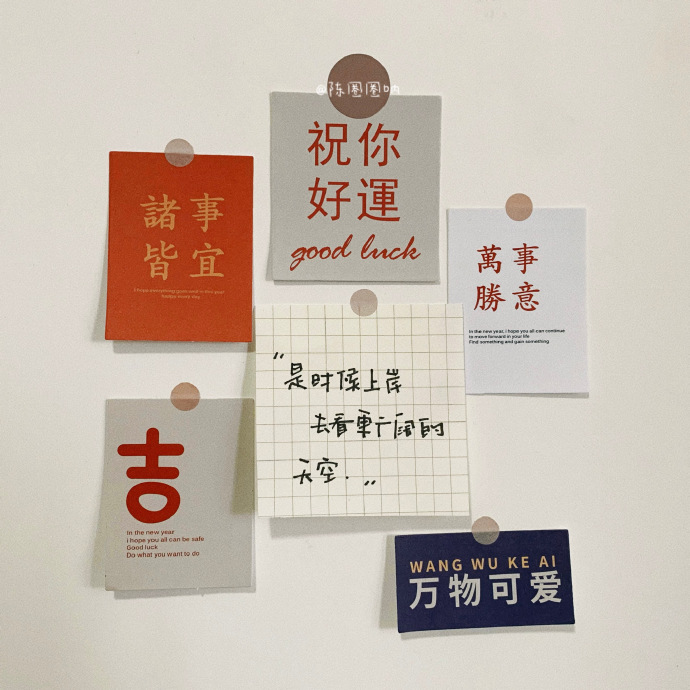 @陈圈圈呐
祝你
好運
good luck
諸事
皆宜
萬事
勝意
In the new year, i hope you all can continue
to move forward in your life
Find something and gain something
“是时候上岸
去看更广阔的
天空.”
吉
In the new year
i hope you all can be safe
Good luck
Do what you want to do
WANG WU KE AI
万物可爱